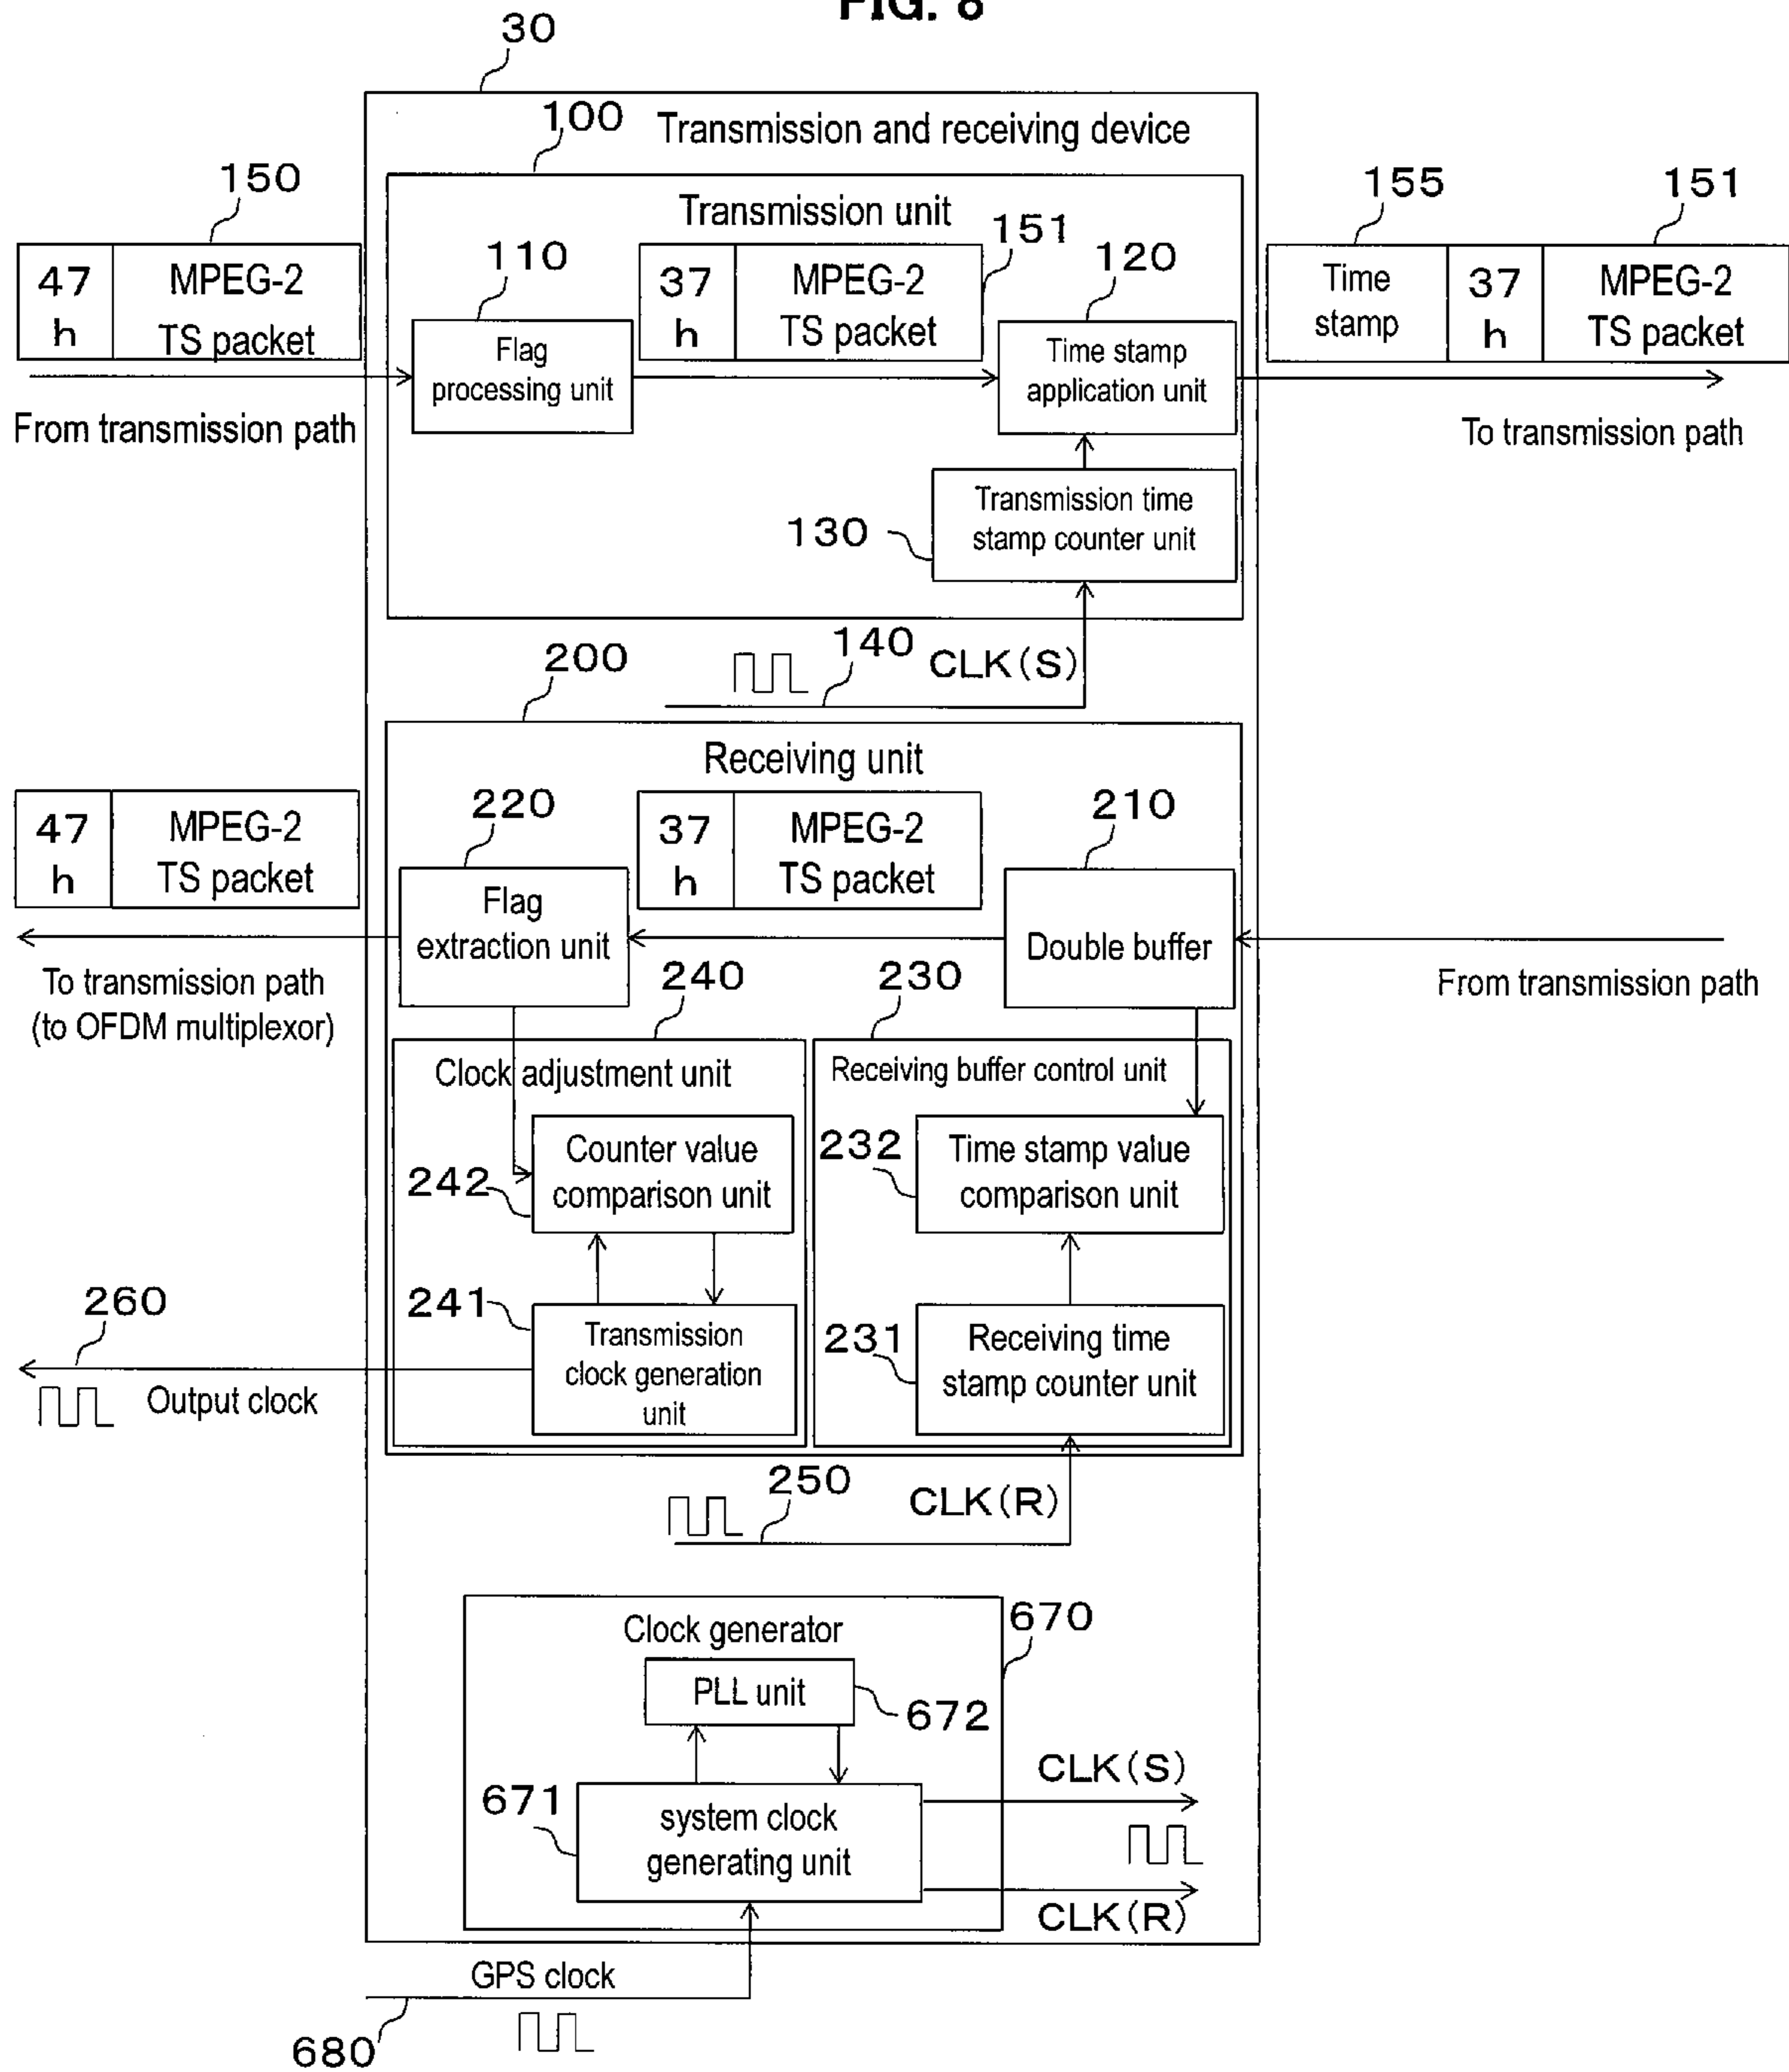 FIG. 8
30
100
Transmission and receiving device
150
155
151
Transmission unit
47
h
MPEG-2
TS packet
110
37
h
MPEG-2
TS packet
151
120
Time
stamp
37
h
MPEG-2
TS packet
Flag
processing unit
Time stamp
application unit
From transmission path
To transmission path
130
Transmission time
stamp counter unit
140
CLK(S)
200
Receiving unit
47
h
MPEG-2
TS packet
220
37
h
MPEG-2
TS packet
210
Flag
extraction unit
Double buffer
To transmission path
(to OFDM multiplexor)
240
230
From transmission path
Clock adjustment unit
Receiving buffer control unit
242
Counter value
comparison unit
232
Time stamp value
comparison unit
260
241
Transmission
clock generation
unit
231
Receiving time
stamp counter unit
Output clock
250
CLK(R)
Clock generator
670
PLL unit
672
671
system clock
generating unit
CLK(S)
CLK(R)
GPS clock
680